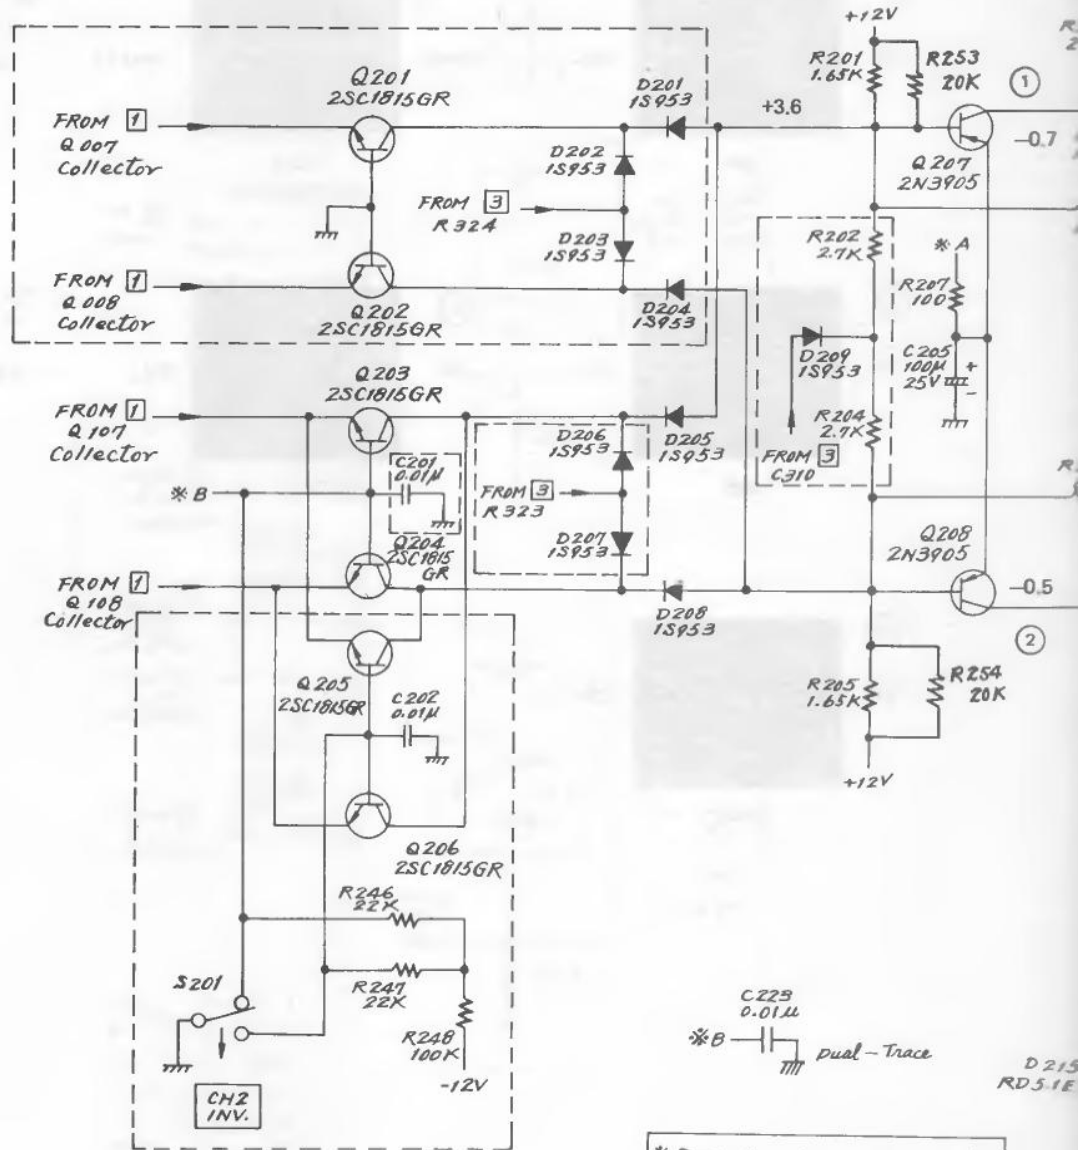 Q201
2SC1815GR
FROM 1
Q007
Collector
D201
1S953
D202
1S953
FROM 3
R324
D203
1S953
FROM 1
Q008
Collector
Q202
2SC1815GR
D204
1S953
+12V
R201
1.65K
R253
20K
1
+3.6
-0.7
Q207
2N3905
R202
2.7K
※A
R207
100
D209
1S953
C205
100μ
25V
+
-
R204
2.7K
FROM 3
C310
Q203
2SC1815GR
FROM 1
Q107
Collector
D206
1S953
D205
1S953
C201
0.01μ
※B
FROM 3
R323
Q204
2SC1815
GR
D207
1S953
FROM 1
Q108
Collector
D208
1S953
Q208
2N3905
-0.5
2
Q205
2SC1815GR
C202
0.01μ
R205
1.65K
R254
20K
+12V
Q206
2SC1815GR
R246
22K
R247
22K
S201
R248
100K
-12V
CH2
INV.
C223
0.01μ
※B
Dual-Trace
D215
RD5.1E